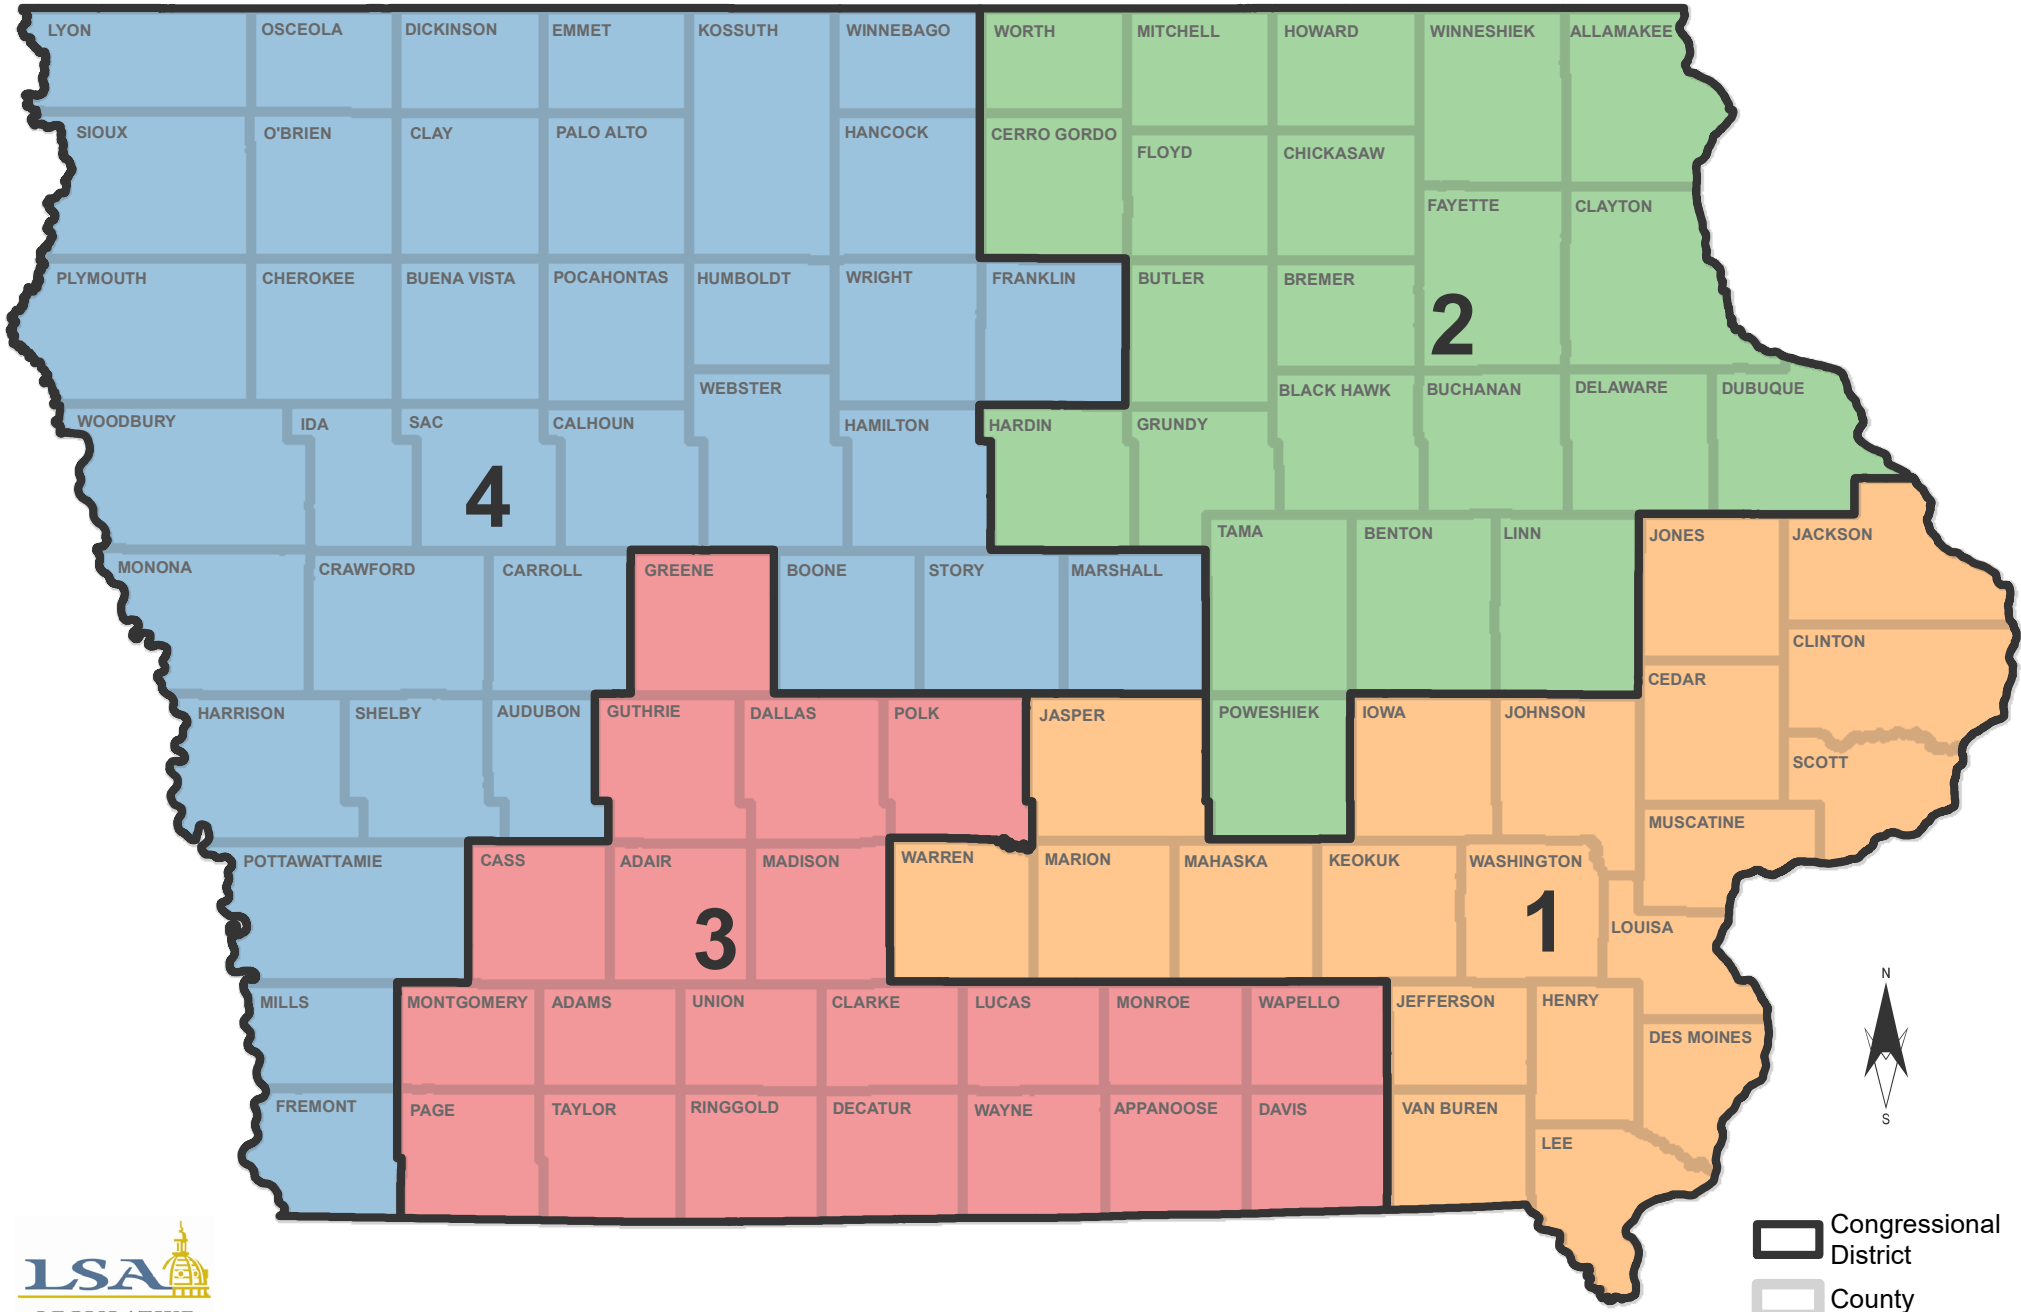 LYON OSCEOLA DICKINSON EMMET KOSSUTH WINNEBAGO WORTH MITCHELL HOWARD WINNESHIEK ALLAMAKEE
SIOUX O'BRIEN CLAY PALO ALTO HANCOCK CERRO GORDO
FLOYD CHICKASAW
FAYETTE CLAYTON
PLYMOUTH CHEROKEE BUENA VISTA POCAHONTAS HUMBOLDT WRIGHT FRANKLIN BUTLER BREMER
2
WEBSTER BLACK HAWK BUCHANAN DELAWARE DUBUQUE
WOODBURY IDA SAC CALHOUN HAMILTON HARDIN GRUNDY
4
TAMA BENTON LINN JONES JACKSON
MONONA CRAWFORD CARROLL GREENE BOONE STORY MARSHALL
CLINTON
CEDAR
HARRISON SHELBY AUDUBON GUTHRIE DALLAS POLK JASPER POWESHIEK IOWA JOHNSON
SCOTT
MUSCATINE
POTTAWATTAMIE CASS ADAIR MADISON WARREN MARION MAHASKA KEOKUK WASHINGTON
3 1
LOUISA
N
MILLS MONTGOMERY ADAMS UNION CLARKE LUCAS MONROE WAPELLO JEFFERSON HENRY
DES MOINES
FREMONT PAGE TAYLOR RINGGOLD DECATUR WAYNE APPANOOSE DAVIS VAN BUREN
S
LEE
Congressional
District
LSA
County